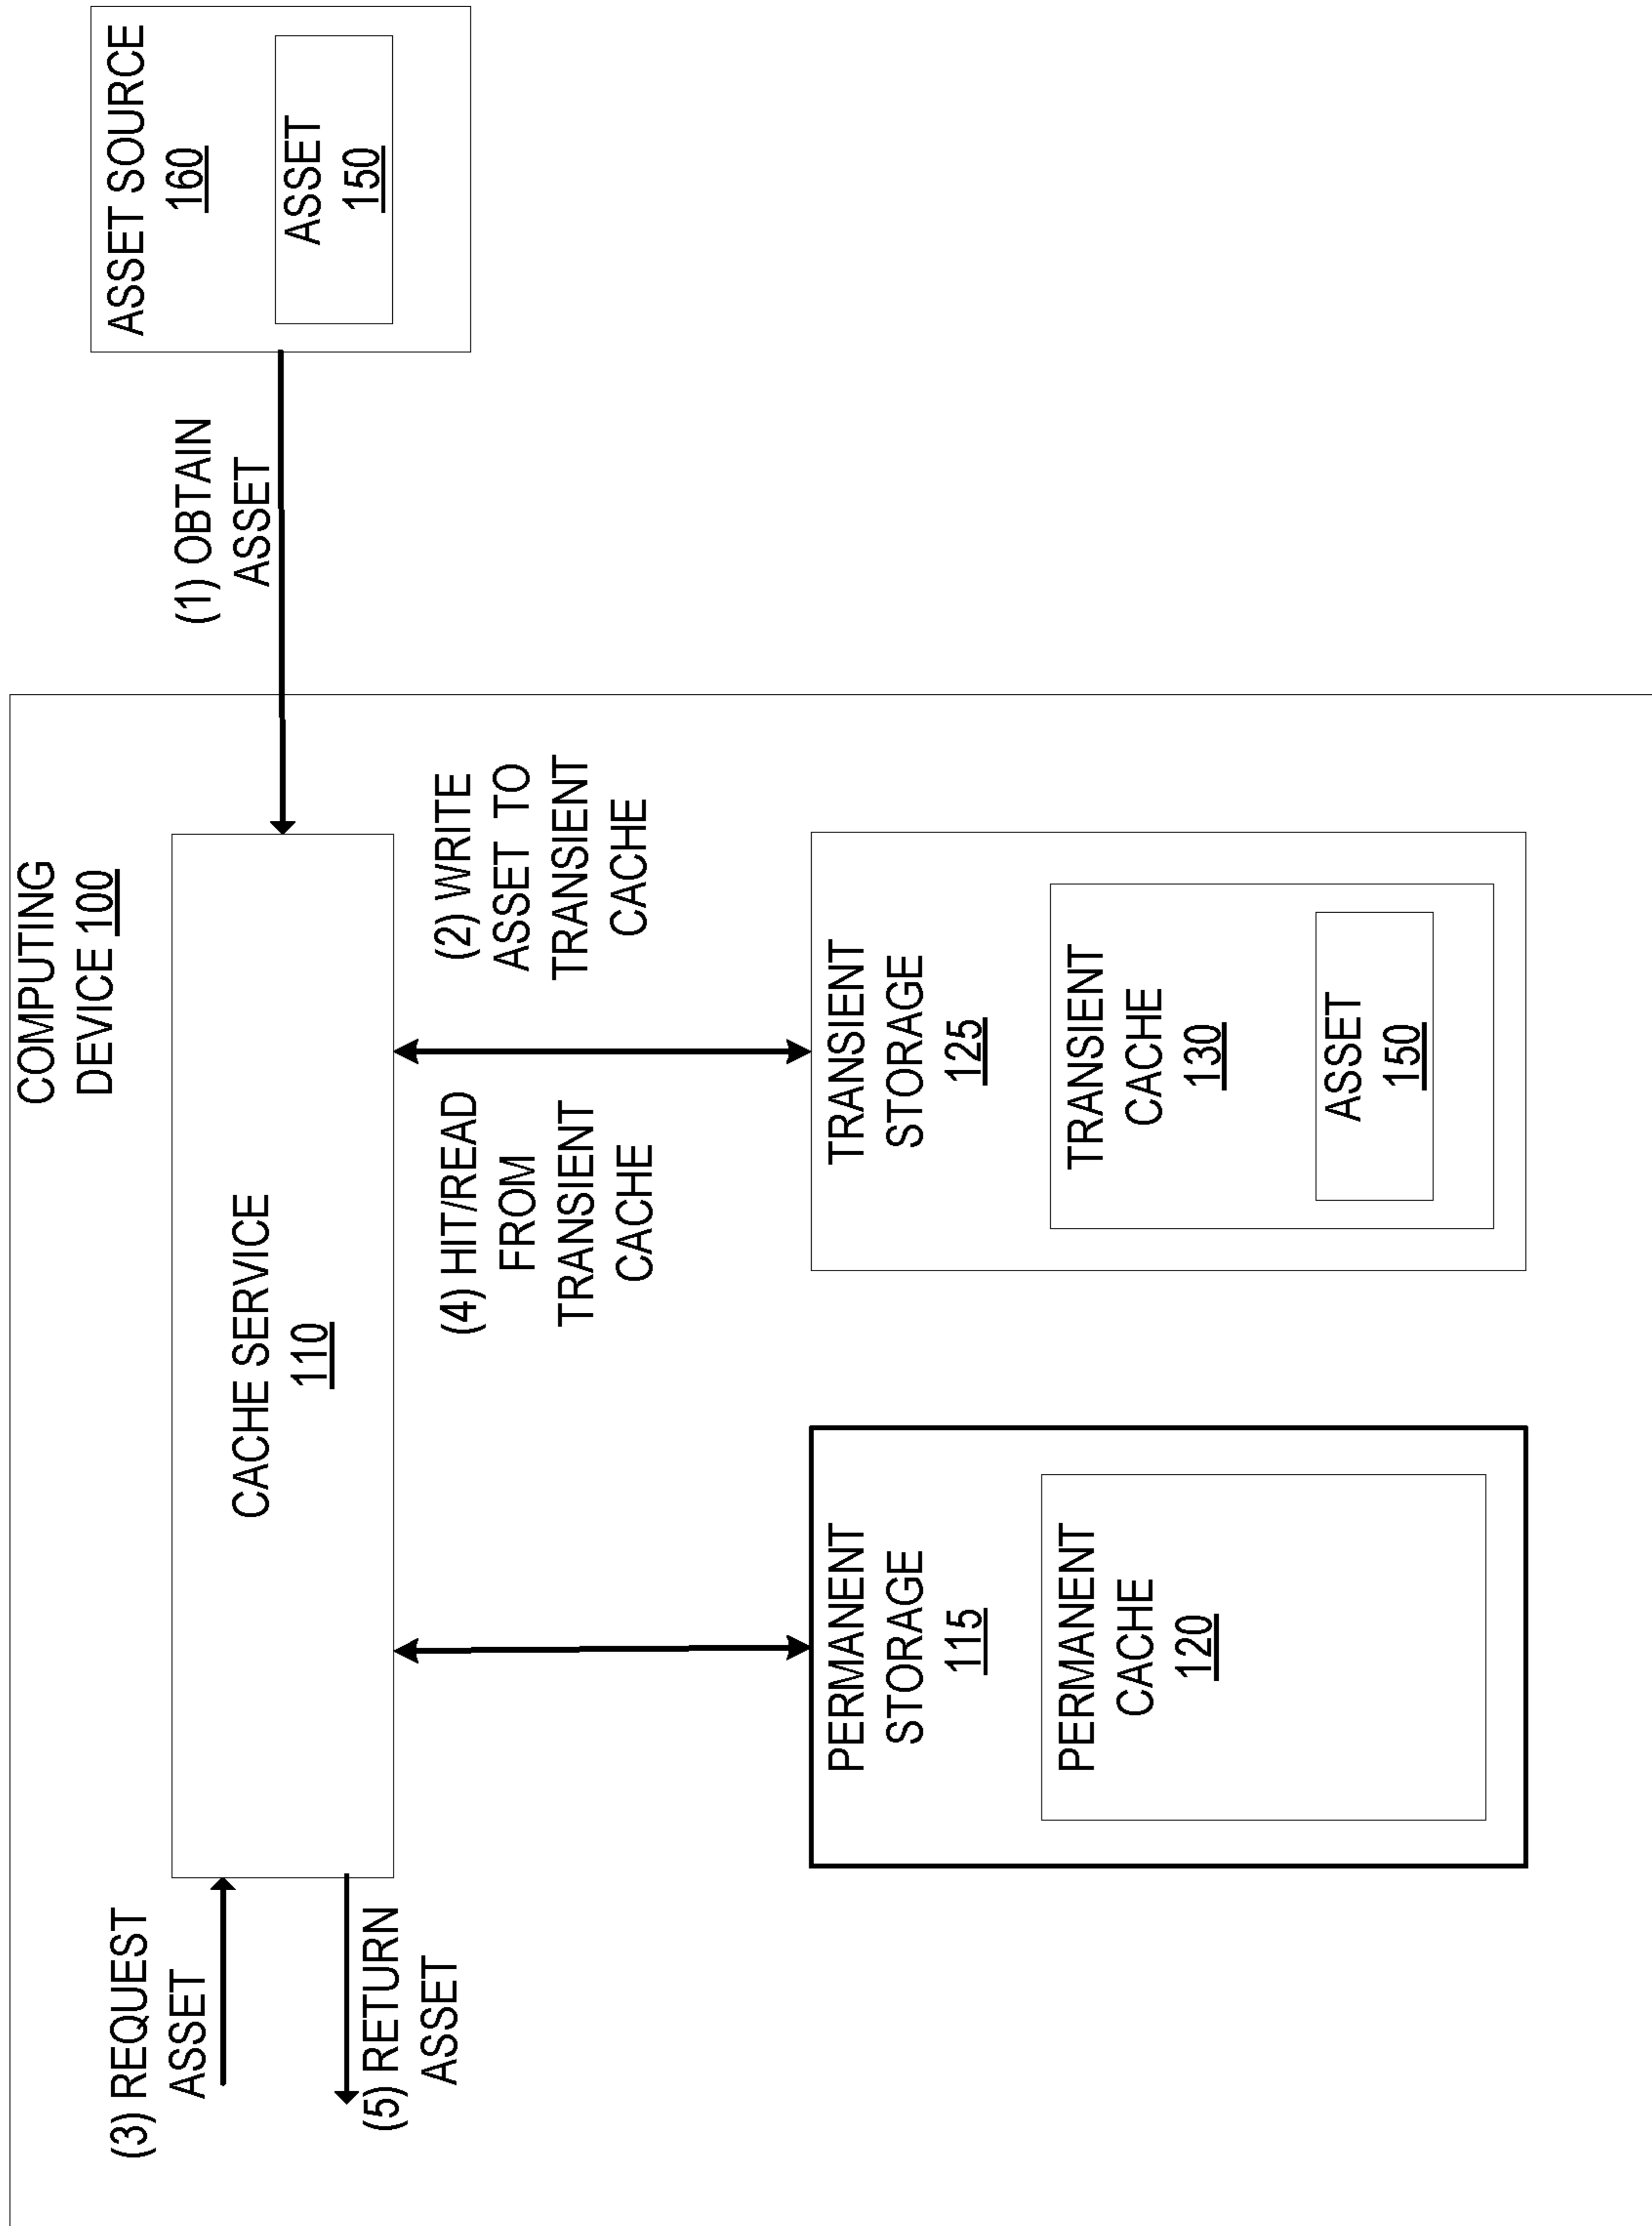 COMPUTING
DEVICE 100
(3) REQUEST
ASSET
(5) RETURN
ASSET
CACHE SERVICE
110
(1) OBTAIN
ASSET
ASSET SOURCE
160
ASSET
150
(4) HIT/READ
FROM
TRANSIENT
CACHE
(2) WRITE
ASSET TO
TRANSIENT
CACHE
PERMANENT
STORAGE
115
PERMANENT
CACHE
120
TRANSIENT
STORAGE
125
TRANSIENT
CACHE
130
ASSET
150